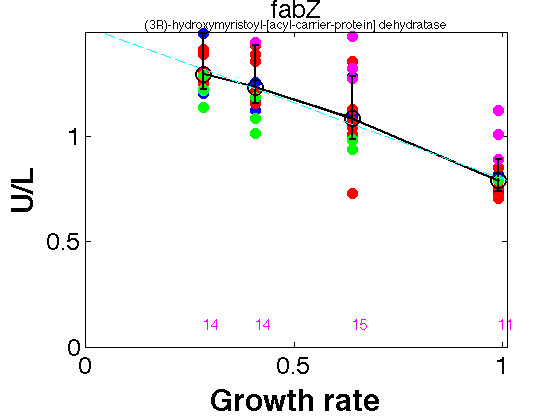 fabZ
(3R)-hydroxymyristoyl-[acyl-carrier-protein] dehydratase
1
0.5
0
U/L
14 14 15 11
0 0.5 1
Growth rate